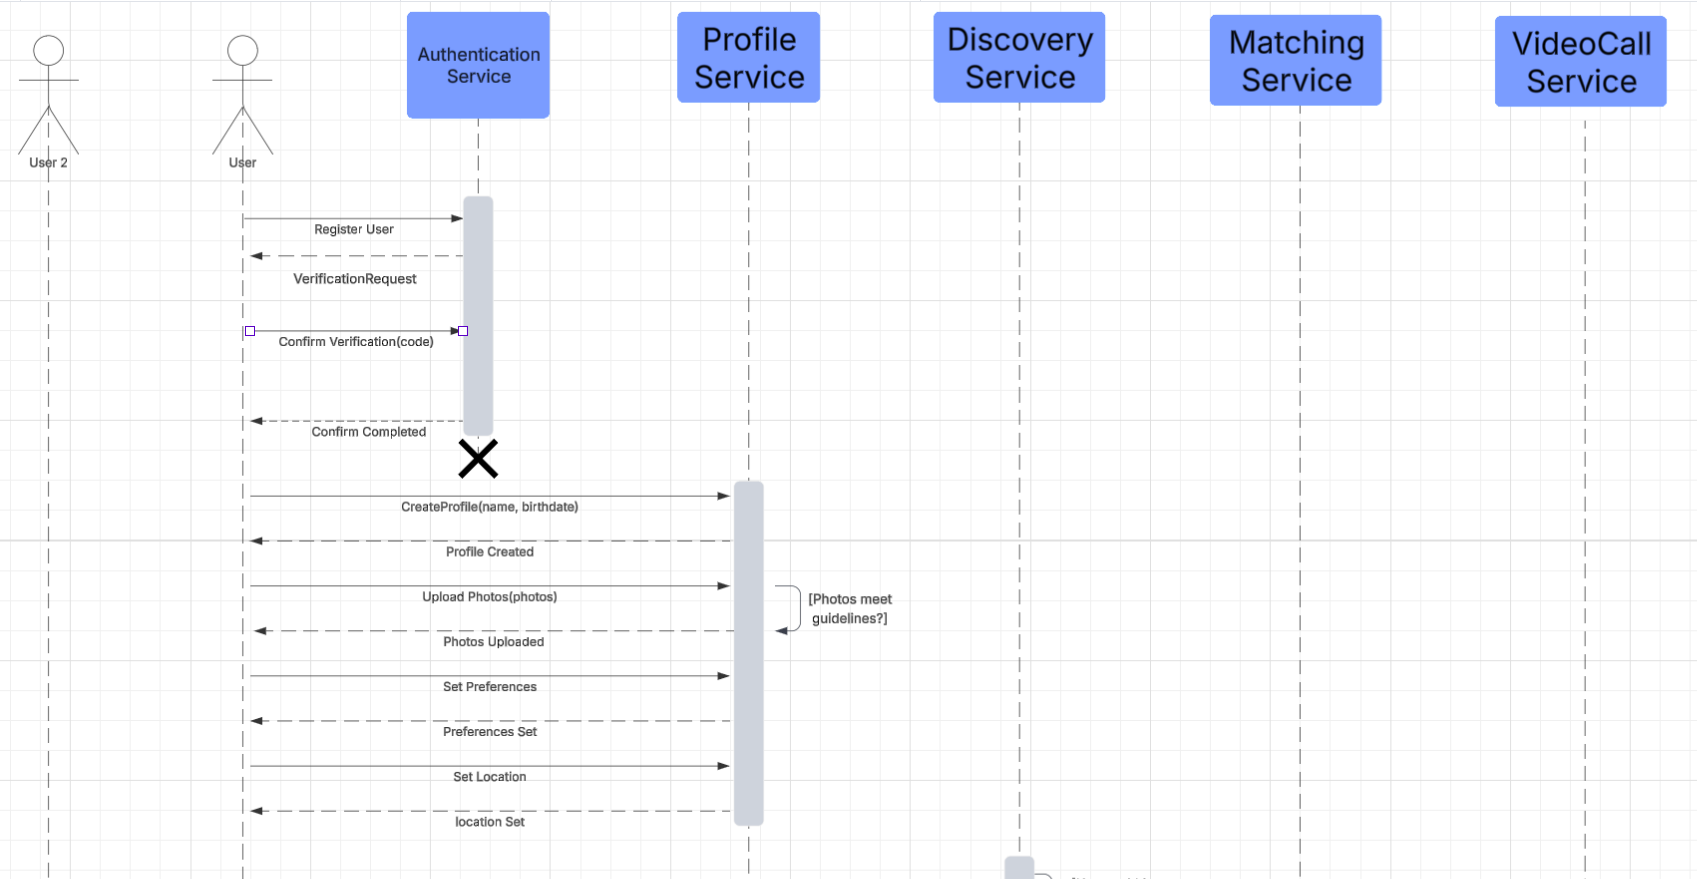 Authentication
Service
Profile
Service
Discovery
Service
Matching
Service
VideoCall
Service
User 2
User
Register User
VerificationRequest
Confirm Verification(code)
Confirm Completed
CreateProfile(name, birthdate)
Profile Created
Upload Photos(photos)
[Photos meet
guidelines?]
Photos Uploaded
Set Preferences
Preferences Set
Set Location
location Set